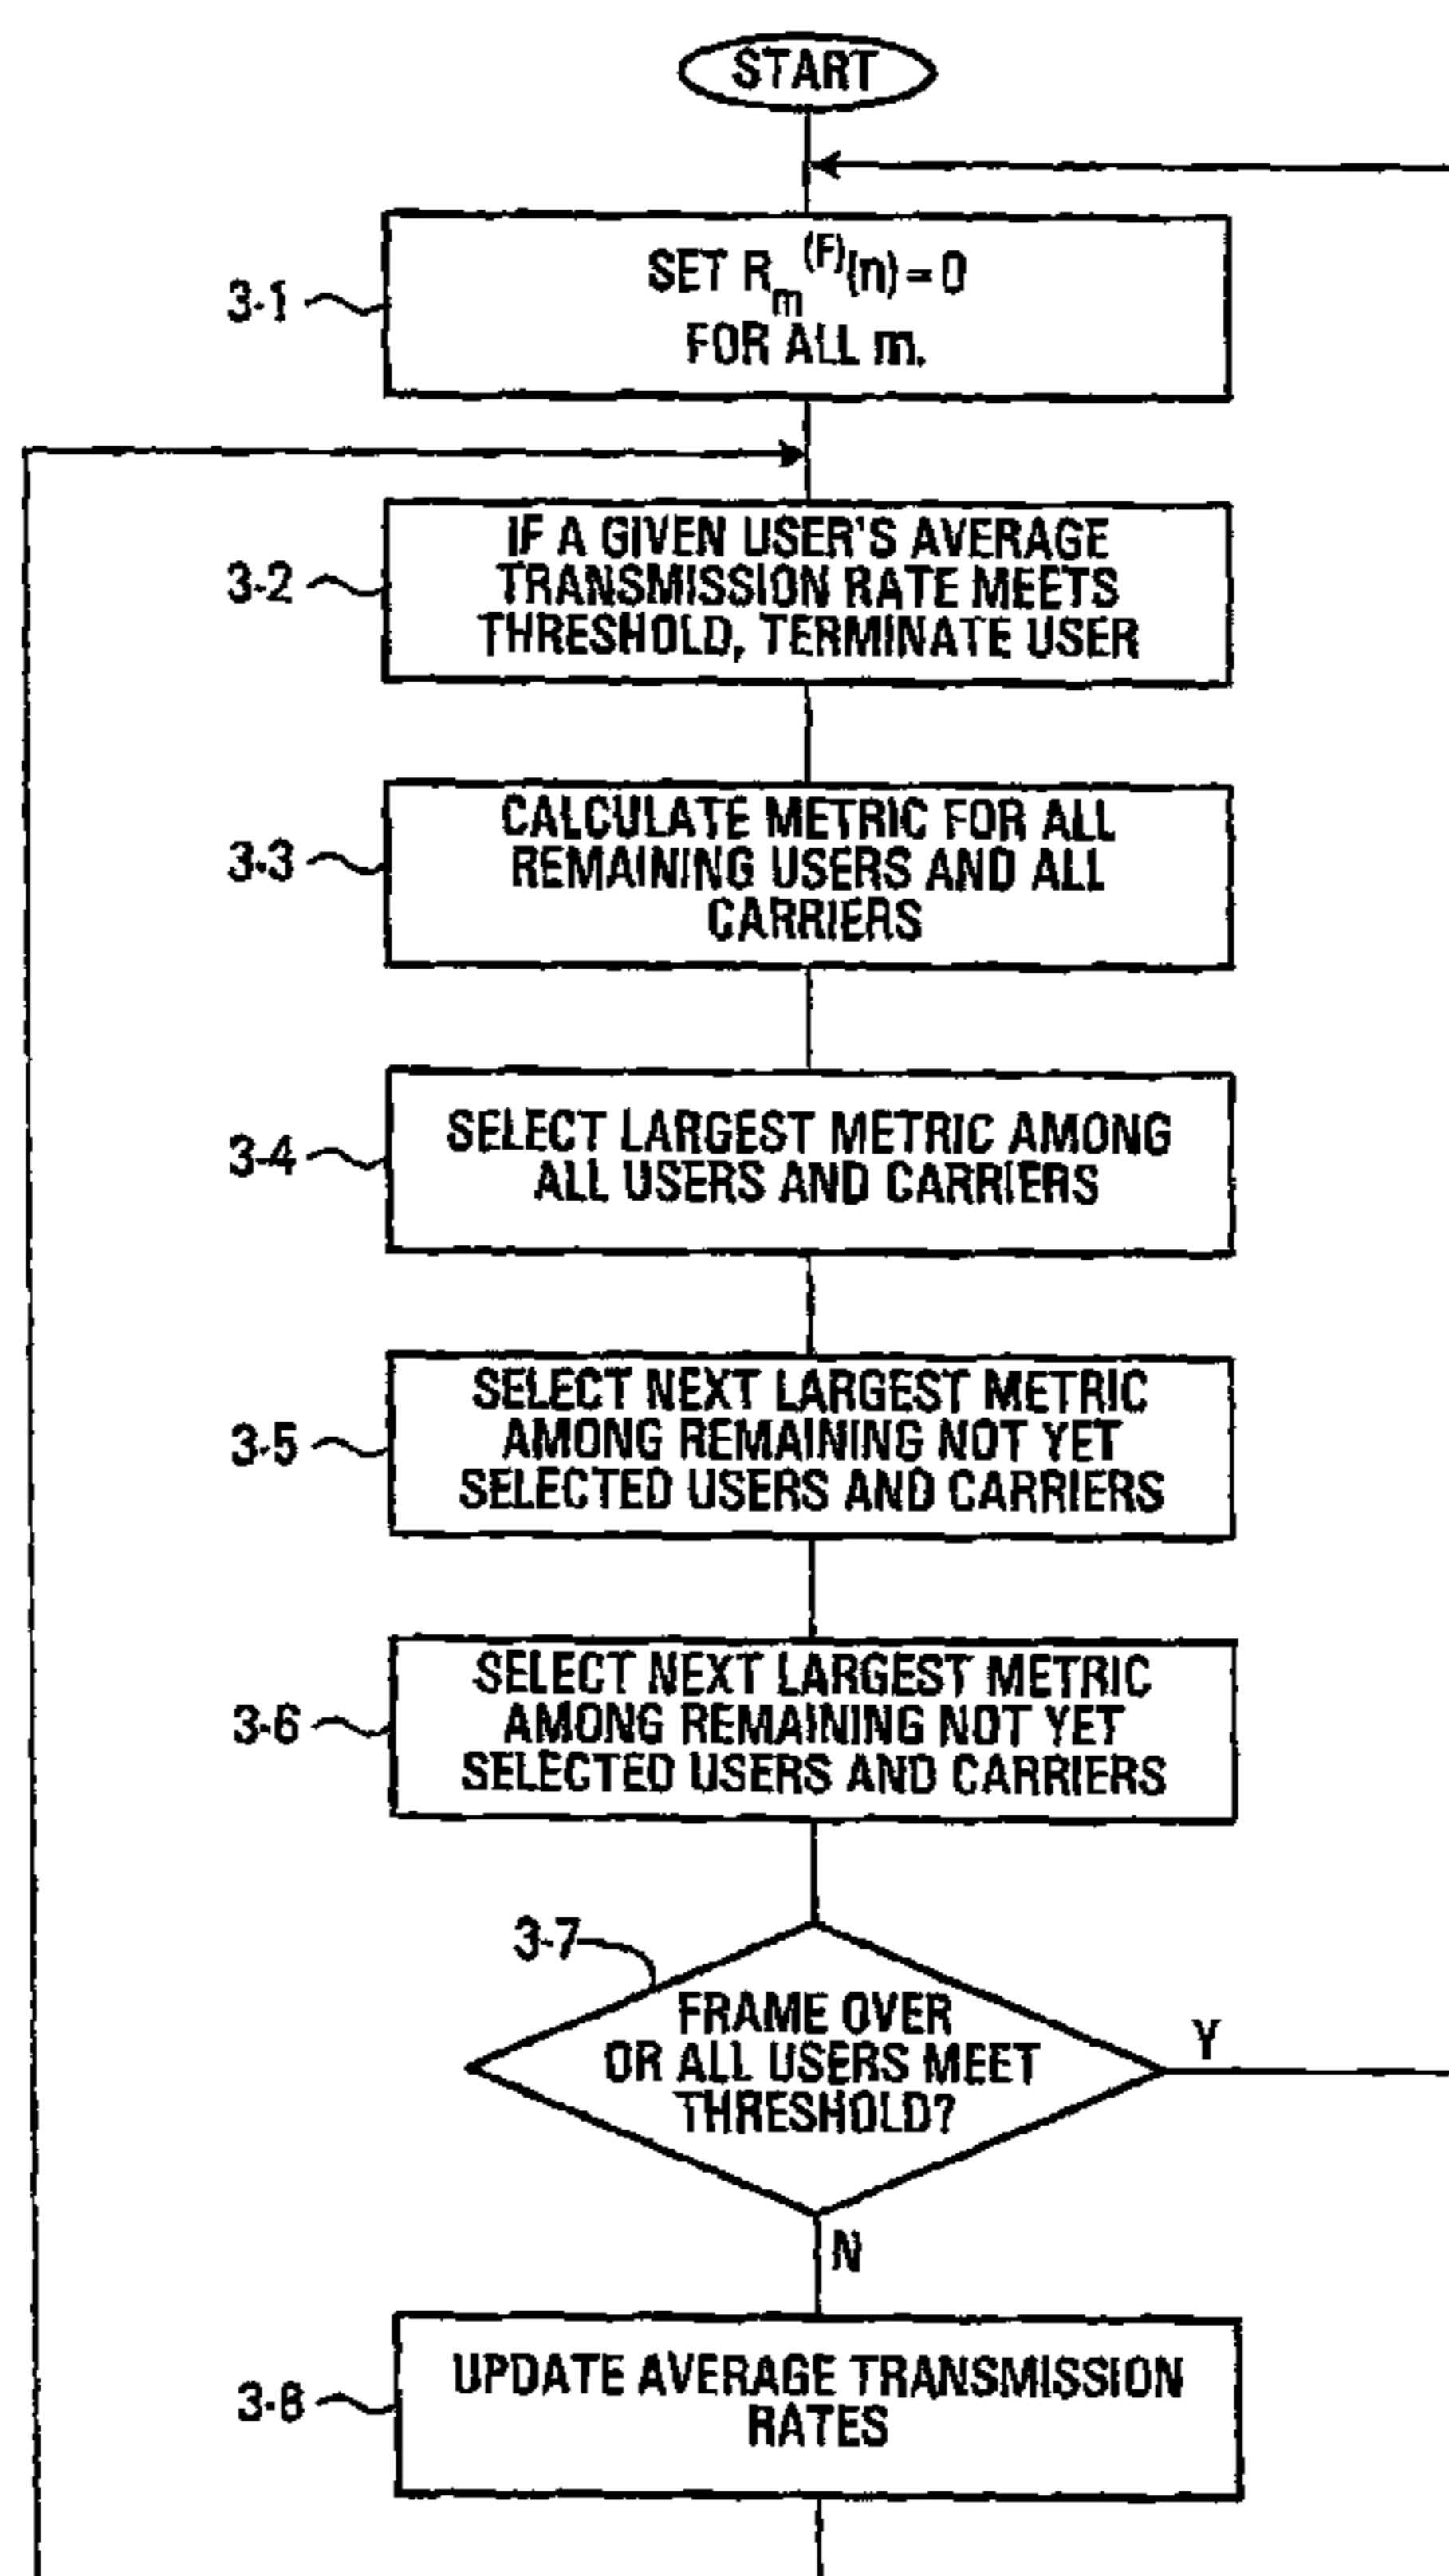 START
3-1
SET Rm(F)(n) = 0
FOR ALL m.
3-2
IF A GIVEN USER'S AVERAGE
TRANSMISSION RATE MEETS
THRESHOLD, TERMINATE USER
3-3
CALCULATE METRIC FOR ALL
REMAINING USERS AND ALL
CARRIERS
3-4
SELECT LARGEST METRIC AMONG
ALL USERS AND CARRIERS
3-5
SELECT NEXT LARGEST METRIC
AMONG REMAINING NOT YET
SELECTED USERS AND CARRIERS
3-6
SELECT NEXT LARGEST METRIC
AMONG REMAINING NOT YET
SELECTED USERS AND CARRIERS
3-7
FRAME OVER
OR ALL USERS MEET
THRESHOLD?
Y
N
3-8
UPDATE AVERAGE TRANSMISSION
RATES